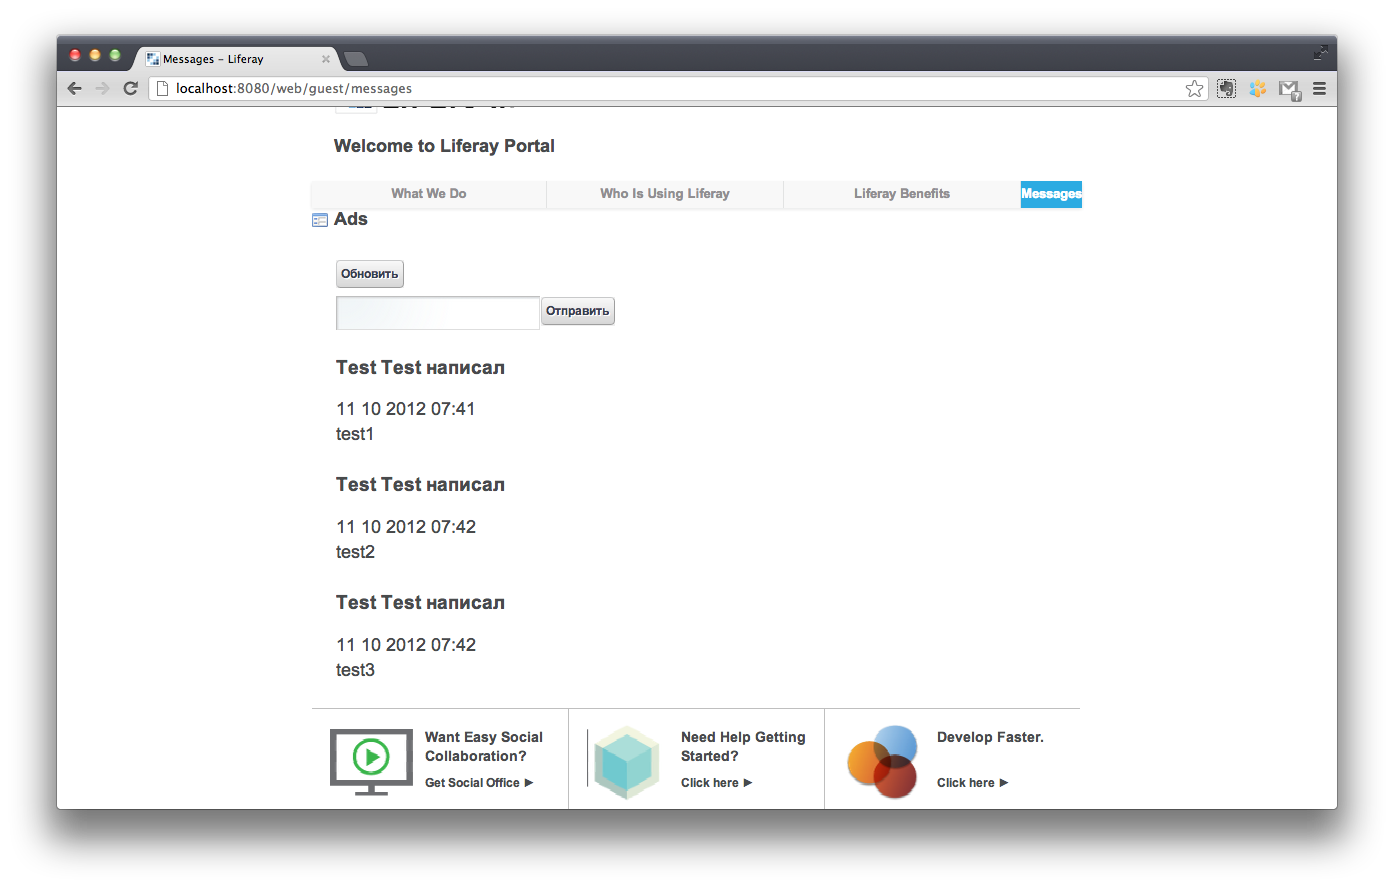 Messages – Liferay
localhost:8080/web/guest/messages
Welcome to Liferay Portal
What We Do
Who Is Using Liferay
Liferay Benefits
Messages
Ads
Обновить
Отправить
Test Test написал
11 10 2012 07:41
test1
Test Test написал
11 10 2012 07:42
test2
Test Test написал
11 10 2012 07:42
test3
Want Easy Social
Collaboration?
Get Social Office ►
Need Help Getting
Started?
Click here ►
Develop Faster.
Click here ►